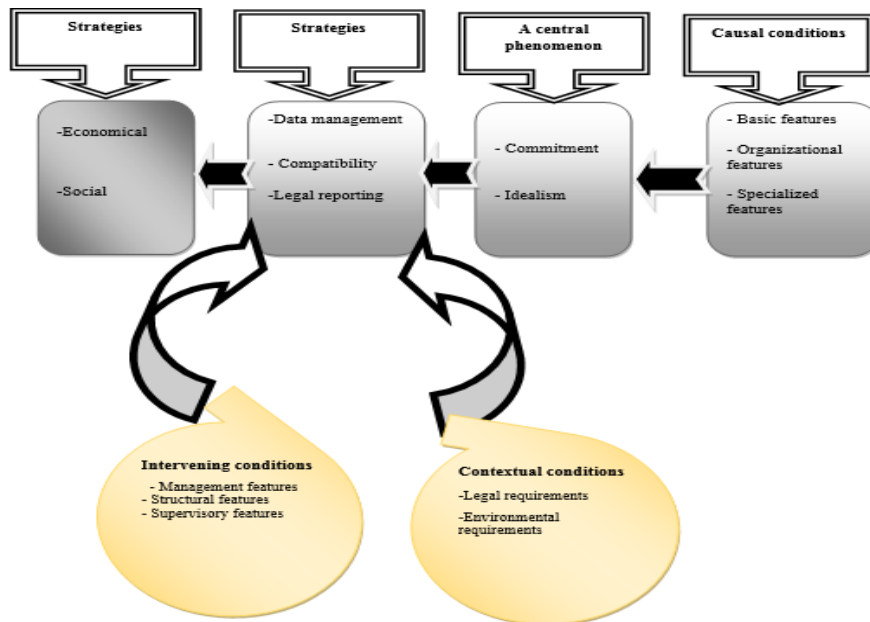 Strategies
Strategies
A central
phenomenon
Causal conditions
-Economical
-Social
-Data management
- Compatibility
-Legal reporting
- Commitment
- Idealism
- Basic features
- Organizational
features
- Specialized
features
Intervening conditions
- Management features
- Structural features
- Supervisory features
Contextual conditions
-Legal requirements
-Environmental
requirements